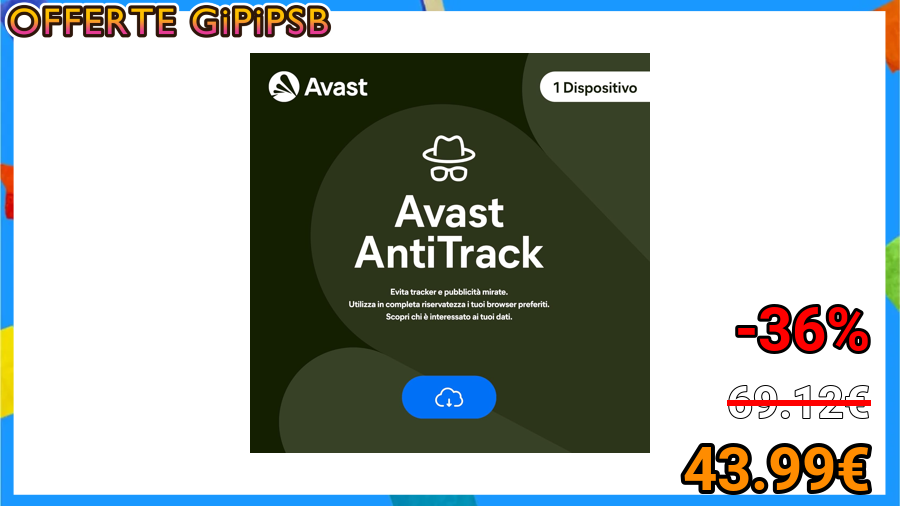 OFFERTE GiPiPSB
Avast
1 Dispositivo
Avast
AntiTrack
Evita tracker e pubblicità mirate.
Utilizza in completa riservatezza i tuoi browser preferiti.
Scopri chi è interessato ai tuoi dati.
-36%
69.12€
43.99€